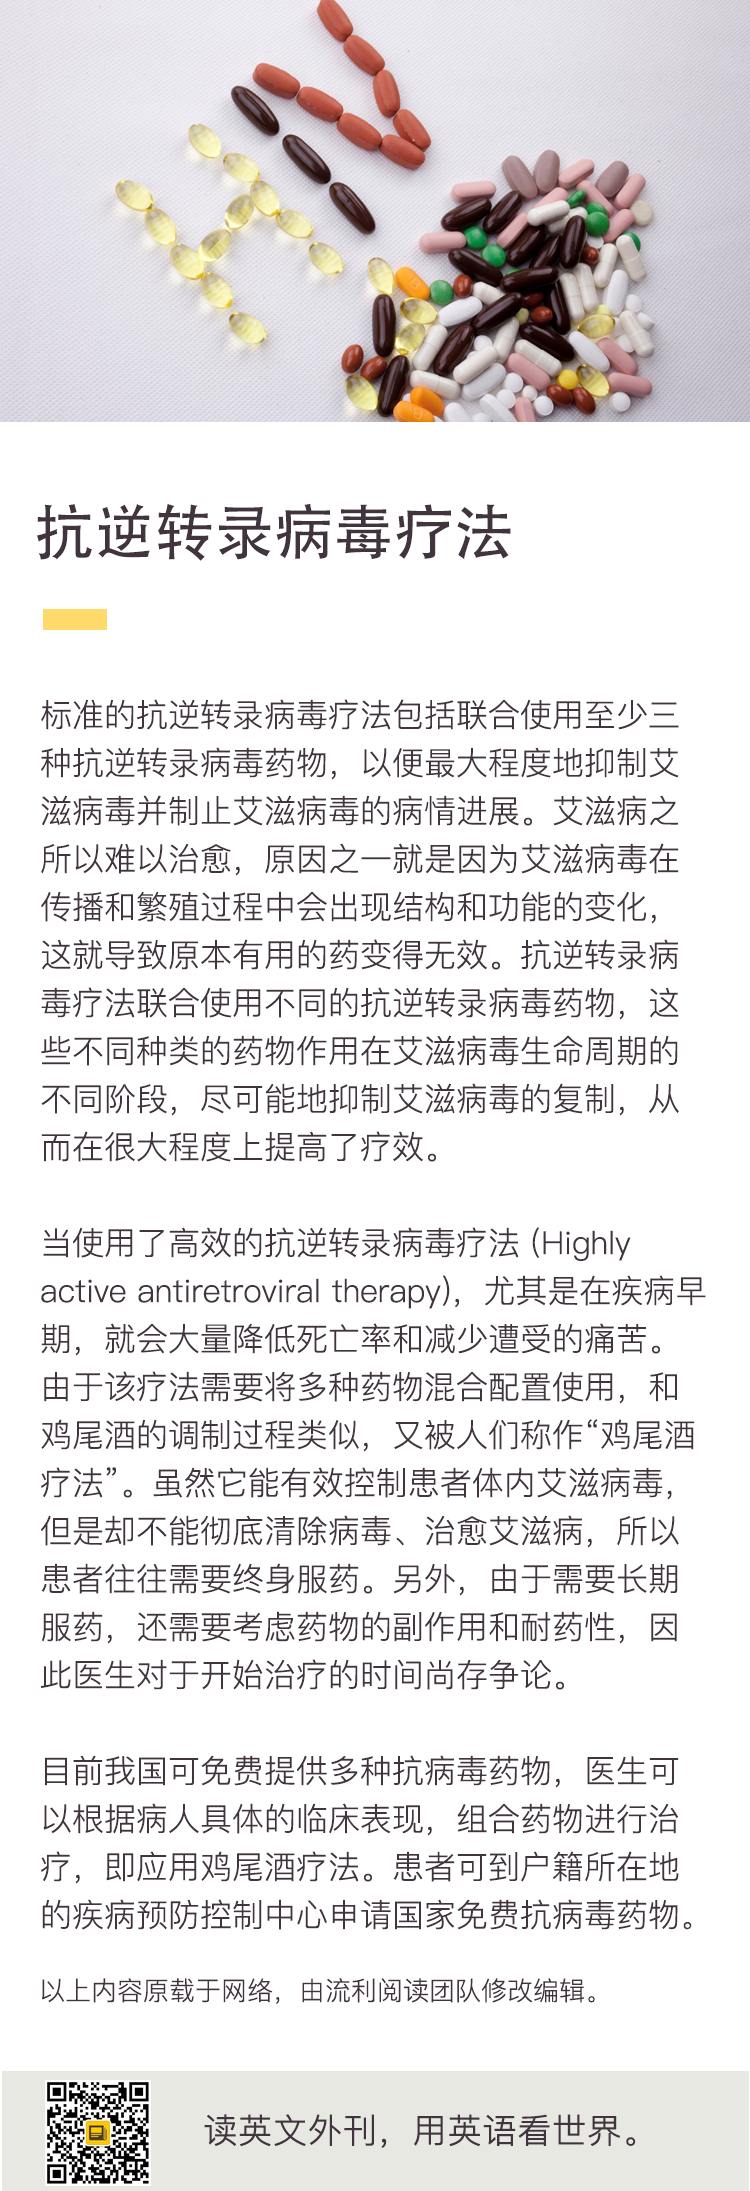 HIV
抗逆转录病毒疗法
标准的抗逆转录病毒疗法包括联合使用至少三
种抗逆转录病毒药物，以便最大程度地抑制艾
滋病毒并制止艾滋病毒的病情进展。艾滋病之
所以难以治愈，原因之一就是因为艾滋病毒在
传播和繁殖过程中会出现结构和功能的变化，
这就导致原本有用的药变得无效。抗逆转录病
毒疗法联合使用不同的抗逆转录病毒药物，这
些不同种类的药物作用在艾滋病毒生命周期的
不同阶段，尽可能地抑制艾滋病毒的复制，从
而在很大程度上提高了疗效。
当使用了高效的抗逆转录病毒疗法 (Highly
active antiretroviral therapy)，尤其是在疾病早
期，就会大量降低死亡率和减少遭受的痛苦。
由于该疗法需要将多种药物混合配置使用，和
鸡尾酒的调制过程类似，又被人们称作“鸡尾酒
疗法”。虽然它能有效控制患者体内艾滋病毒，
但是却不能彻底清除病毒、治愈艾滋病，所以
患者往往需要终身服药。另外，由于需要长期
服药，还需要考虑药物的副作用和耐药性，因
此医生对于开始治疗的时间尚存争论。
目前我国可免费提供多种抗病毒药物，医生可
以根据病人具体的临床表现，组合药物进行治
疗，即应用鸡尾酒疗法。患者可到户籍所在地
的疾病预防控制中心申请国家免费抗病毒药物。
以上内容原载于网络，由流利阅读团队修改编辑。
读英文外刊，用英语看世界。